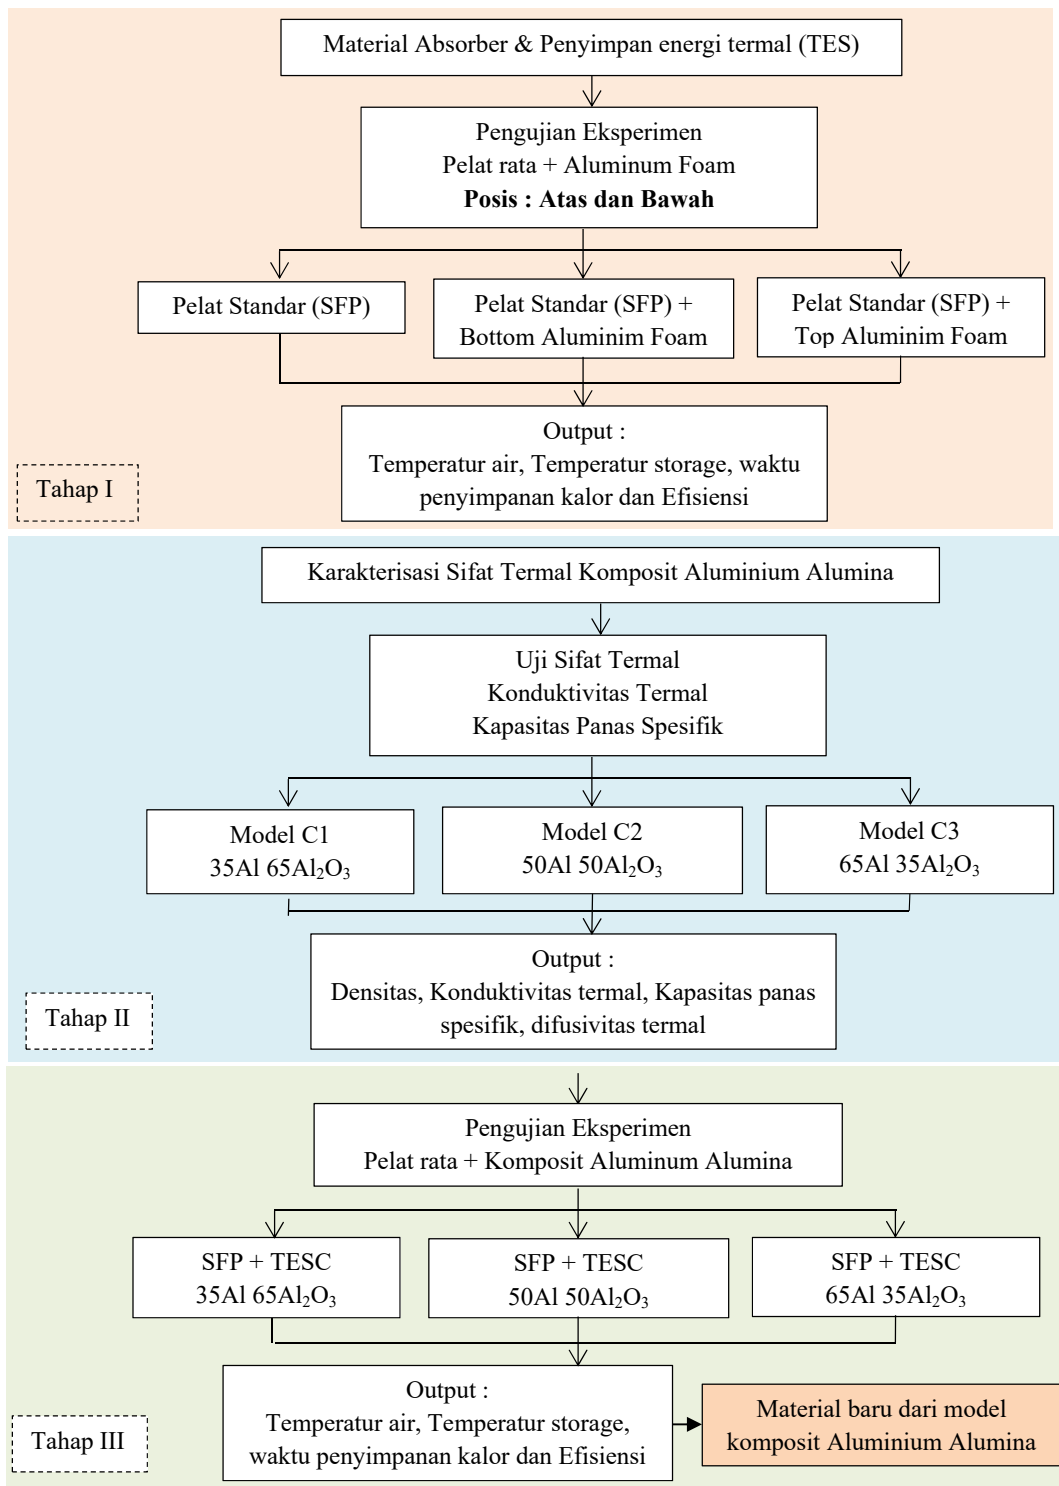 Material Absorber & Penyimpan energi termal (TES)
Pengujian Eksperimen
Pelat rata + Aluminum Foam
Posis : Atas dan Bawah
Pelat Standar (SFP)
Pelat Standar (SFP) +
Bottom Aluminim Foam
Pelat Standar (SFP) +
Top Aluminim Foam
Output :
Temperatur air, Temperatur storage, waktu
penyimpanan kalor dan Efisiensi
Tahap I
Karakterisasi Sifat Termal Komposit Aluminium Alumina
Uji Sifat Termal
Konduktivitas Termal
Kapasitas Panas Spesifik
Model C1
35Al 65Al₂O₃
Model C2
50Al 50Al₂O₃
Model C3
65Al 35Al₂O₃
Output :
Densitas, Konduktivitas termal, Kapasitas panas
spesifik, difusivitas termal
Tahap II
Pengujian Eksperimen
Pelat rata + Komposit Aluminum Alumina
SFP + TESC
35Al 65Al₂O₃
SFP + TESC
50Al 50Al₂O₃
SFP + TESC
65Al 35Al₂O₃
Output :
Temperatur air, Temperatur storage,
waktu penyimpanan kalor dan Efisiensi
Material baru dari model
komposit Aluminium Alumina
Tahap III